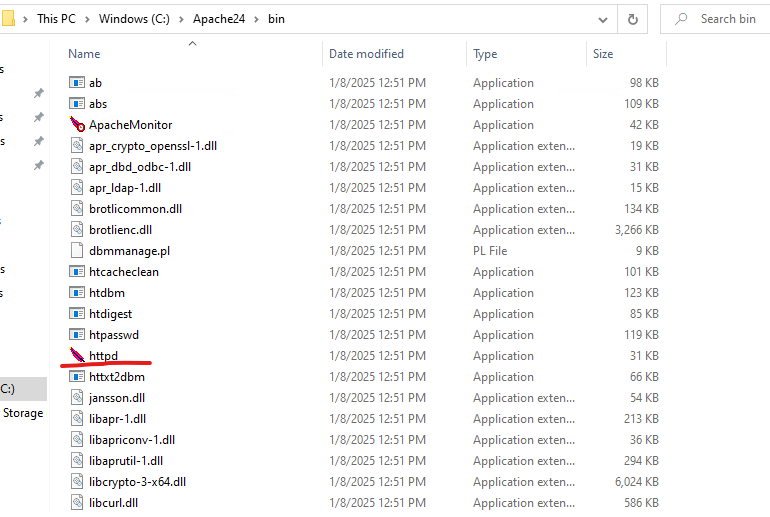 This PC > Windows (C:) > Apache24 > bin
Search bin
Name Date modified Type Size
ab 1/8/2025 12:51 PM Application 98 KB
abs 1/8/2025 12:51 PM Application 109 KB
ApacheMonitor 1/8/2025 12:51 PM Application 42 KB
apr_crypto_openssl-1.dll 1/8/2025 12:51 PM Application exten... 19 KB
apr_dbd_odbc-1.dll 1/8/2025 12:51 PM Application exten... 31 KB
apr_ldap-1.dll 1/8/2025 12:51 PM Application exten... 15 KB
brotlicommon.dll 1/8/2025 12:51 PM Application exten... 134 KB
brotlienc.dll 1/8/2025 12:51 PM Application exten... 3,266 KB
dbmmanage.pl 1/8/2025 12:51 PM PL File 9 KB
htcacheclean 1/8/2025 12:51 PM Application 101 KB
htdbm 1/8/2025 12:51 PM Application 123 KB
htdigest 1/8/2025 12:51 PM Application 85 KB
htpasswd 1/8/2025 12:51 PM Application 119 KB
httpd 1/8/2025 12:51 PM Application 31 KB
httxt2dbm 1/8/2025 12:51 PM Application 66 KB
C:) jansson.dll 1/8/2025 12:51 PM Application exten... 54 KB
Storage libapr-1.dll 1/8/2025 12:51 PM Application exten... 213 KB
libapriconv-1.dll 1/8/2025 12:51 PM Application exten... 36 KB
libaprutil-1.dll 1/8/2025 12:51 PM Application exten... 294 KB
libcrypto-3-x64.dll 1/8/2025 12:51 PM Application exten... 6,024 KB
libcurl.dll 1/8/2025 12:51 PM Application exten... 586 KB